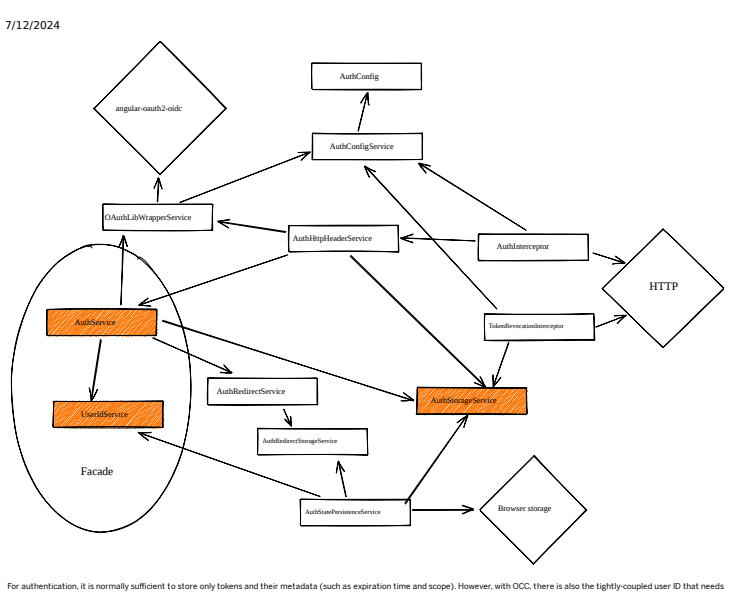 7/12/2024
AuthConfig
angular-oauth2-oidc
AuthConfigService
OAuthLibWrapperService
AuthHttpHeaderService
AuthInterceptor
HTTP
AuthService
TokenRevocationInterceptor
AuthRedirectService
AuthStorageService
UserIdService
AuthRedirectStorageService
Facade
AuthStatePersistenceService
Browser storage
For authentication, it is normally sufficient to store only tokens and their metadata (such as expiration time and scope). However, with OCC, there is also the tightly-coupled user ID that needs